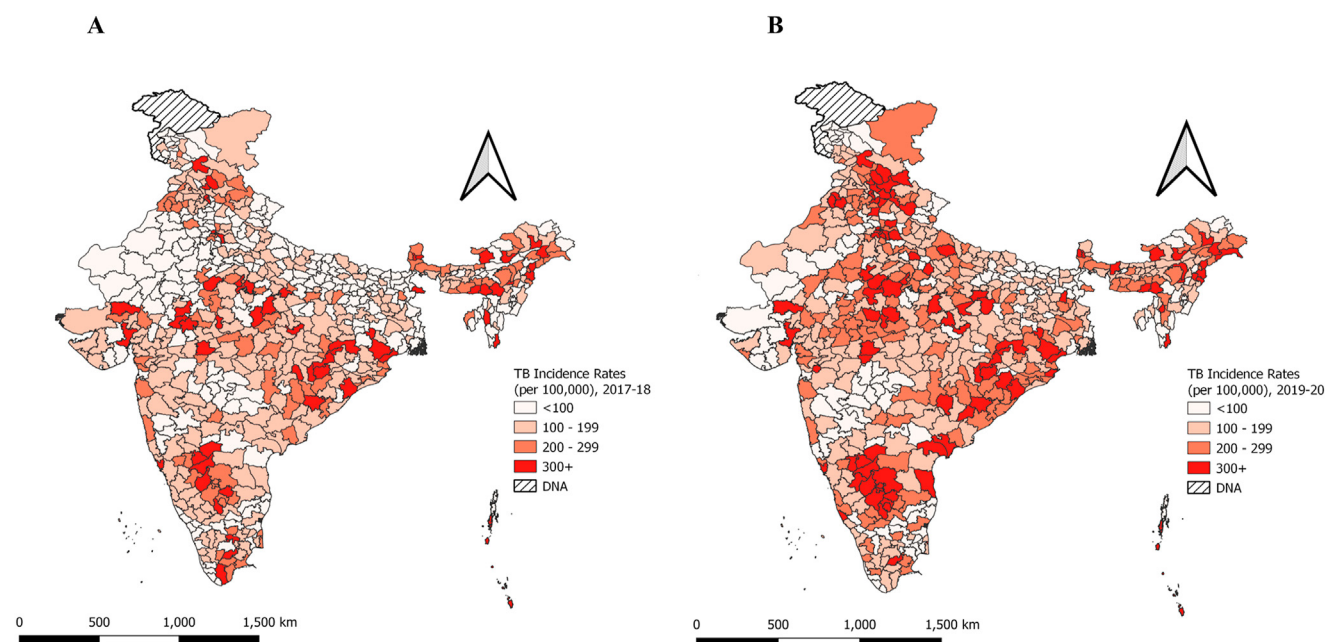 A
B
TB Incidence Rates
(per 100,000), 2017-18
<100
100 - 199
200 - 299
300+
DNA
TB Incidence Rates
(per 100,000), 2019-20
<100
100 - 199
200 - 299
300+
DNA
0 500 1,000 1,500 km
0 500 1,000 1,500 km